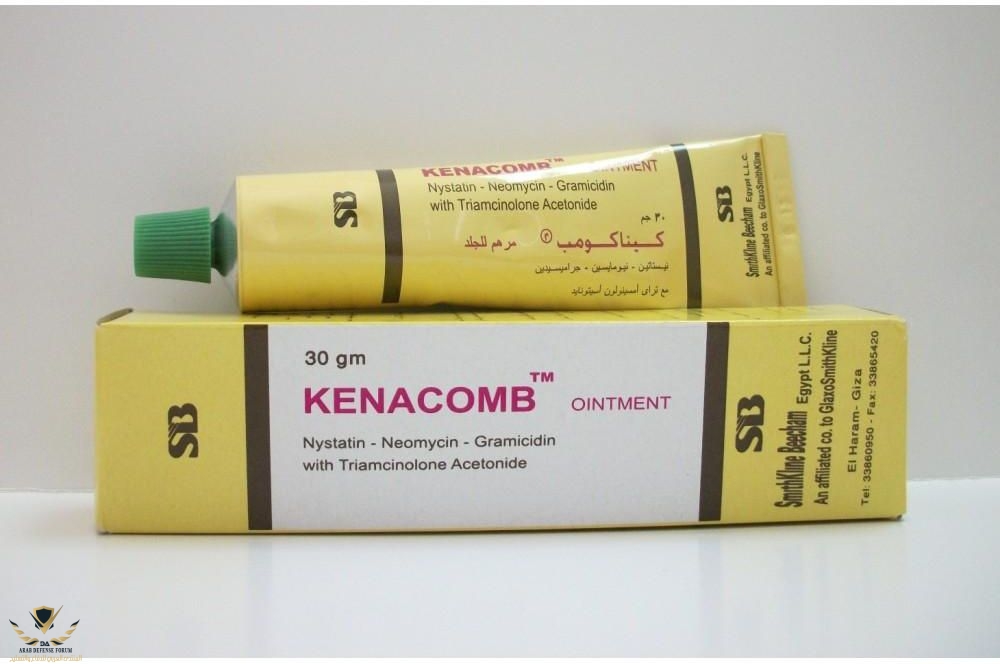 SB
KENACOMB™ OINTMENT
Nystatin - Neomycin - Gramicidin
with Triamcinolone Acetonide
٣٠ جم
كيناكومب ® مرهم للجلد
نيستاتين - نيومايسين - جراميسيدين
مع تراى أمسينولون أسيتونايد
SB
SmithKline Beecham Egypt L.L.C.
An affiliated co. to GlaxoSmithKline
SB
30 gm
KENACOMB™ OINTMENT
Nystatin - Neomycin - Gramicidin
with Triamcinolone Acetonide
SB
SmithKline Beecham Egypt L.L.C.
An affiliated co. to GlaxoSmithKline
El Haram- Giza
Tel: 33860950 - Fax: 33865420
ARAB DEFENSE FORUM